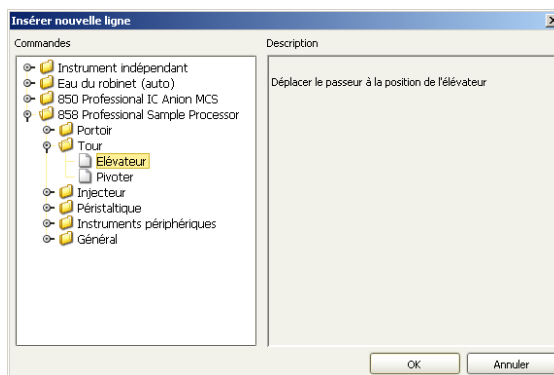 Insérer nouvelle ligne
Commandes
Description
Instrument indépendant
Eau du robinet (auto)
850 Professional IC Anion MCS
858 Professional Sample Processor
Portoir
Tour
Elévateur
Pivoter
Injecteur
Péristaltique
Instruments périphériques
Général
Déplacer le passeur à la position de l'élévateur
OK
Annuler